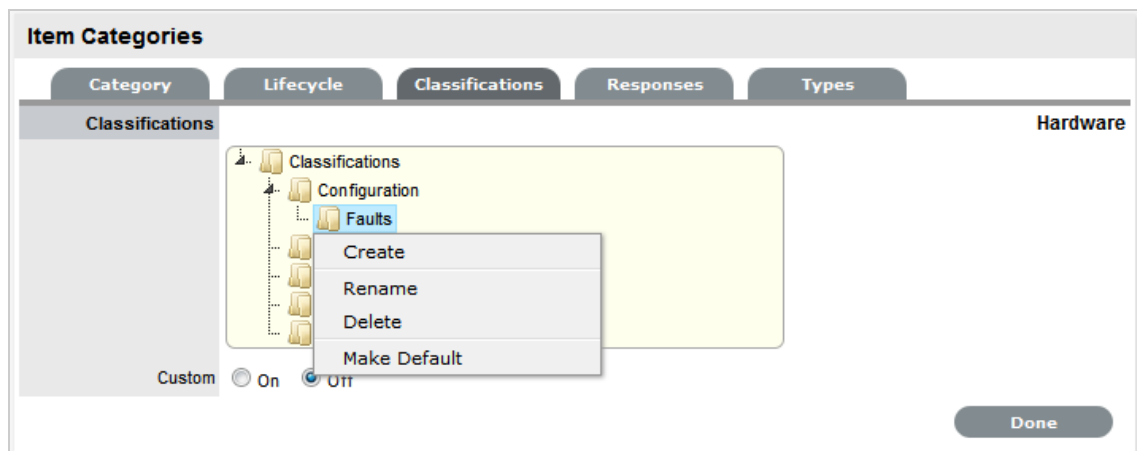 Item Categories
Category Lifecycle Classifications Responses Types
Classifications Hardware
Classifications
Configuration
Faults
Create
Rename
Delete
Make Default
Custom On Off
Done